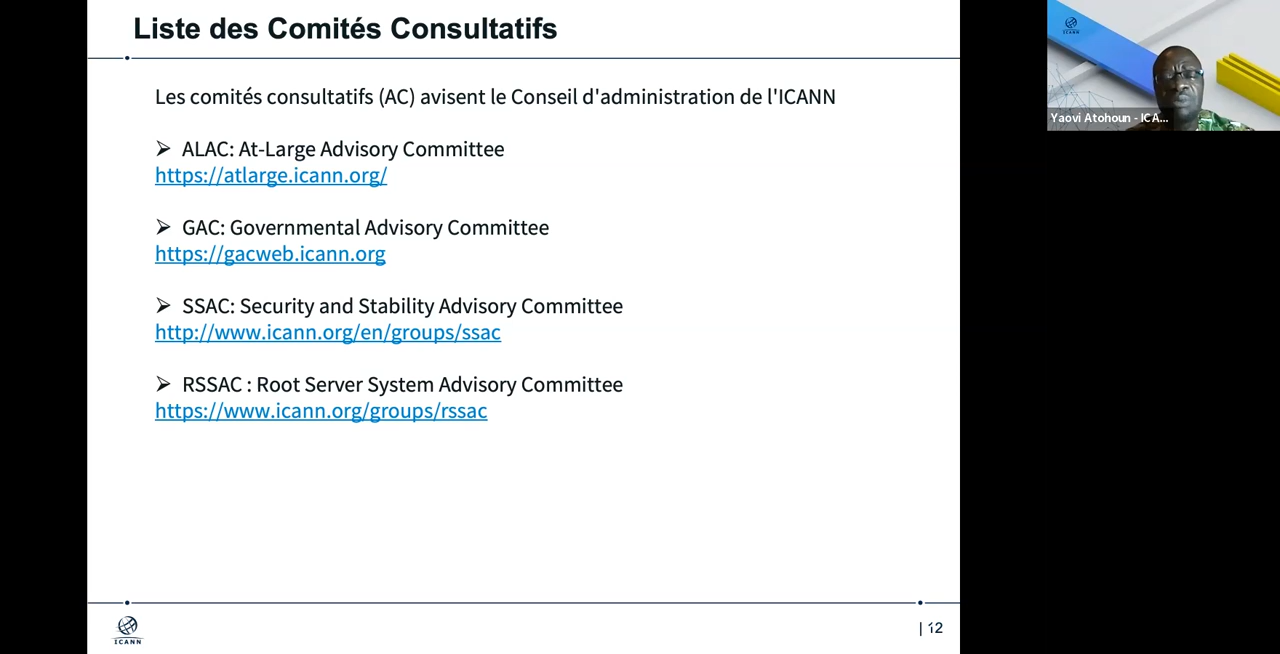 Liste des Comités Consultatifs
Les comités consultatifs (AC) avisent le Conseil d'administration de l'ICANN
➢ ALAC: At-Large Advisory Committee
https://atlarge.icann.org/
➢ GAC: Governmental Advisory Committee
https://gacweb.icann.org
➢ SSAC: Security and Stability Advisory Committee
http://www.icann.org/en/groups/ssac
➢ RSSAC : Root Server System Advisory Committee
https://www.icann.org/groups/rssac
ICANN
| 12
ICANN
Yaovi Atohoun - ICA...